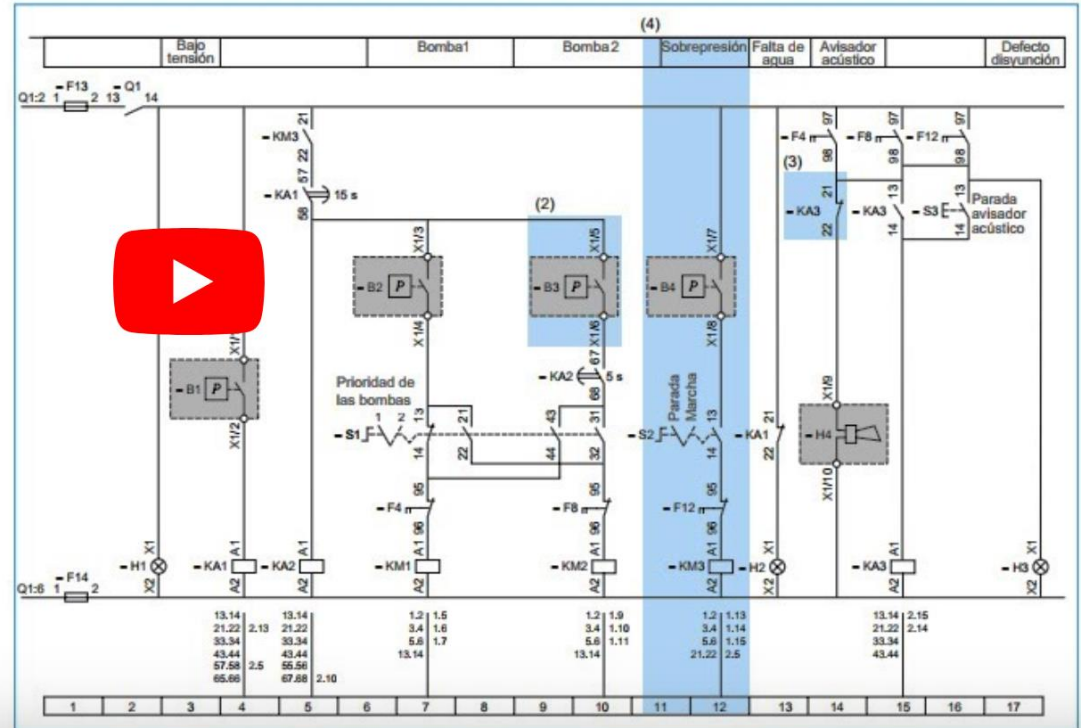 (4)
Bajo
tensión
Bomba1
Bomba2
Sobrepresión
Falta de
agua
Avisador
acústico
Defecto
disyunción
- F13
- Q1
Q1:2 1 2 13 14
21
- KM3
22
57
- KA1 15 s
58
97
- F4
98
97
- F8
98
97
- F12
98
(3)
21
- KA3
22
13
- KA3
14
13
- S3 E
14
Parada
avisador
acústico
(2)
X1/3
- B2 P
X1/4
X1/5
- B3 P
X1/6
X1/7
- B4 P
X1/8
67
- KA2 5 s
68
- B1 P
X1/2
Prioridad de
las bombas
1 2
- S1
13
14
21
22
43
44
31
32
Parada
Marcha
- S2
13
14
- KA1
21
22
X1/9
- H4
X1/10
95
- F4
96
95
- F8
96
95
- F12
96
X1
- H1
X2
A1
- KA1
A2
A1
- KA2
A2
A1
- KM1
A2
A1
- KM2
A2
A1
- KM3
A2
X1
- H2
X2
A1
- KA3
A2
X1
- H3
X2
- F14
Q1:6 1 2
13.14
21.22 2.13
33.34
43.44
57.58 2.5
65.66
13.14
21.22
33.34
43.44
55.56
67.68 2.10
1.2 1.5
3.4 1.6
5.6 1.7
13.14
1.2 1.9
3.4 1.10
5.6 1.11
13.14
1.2 1.13
3.4 1.14
5.6 1.15
21.22 2.5
13.14 2.15
21.22 2.14
33.34
43.44
1 2 3 4 5 6 7 8 9 10 11 12 13 14 15 16 17